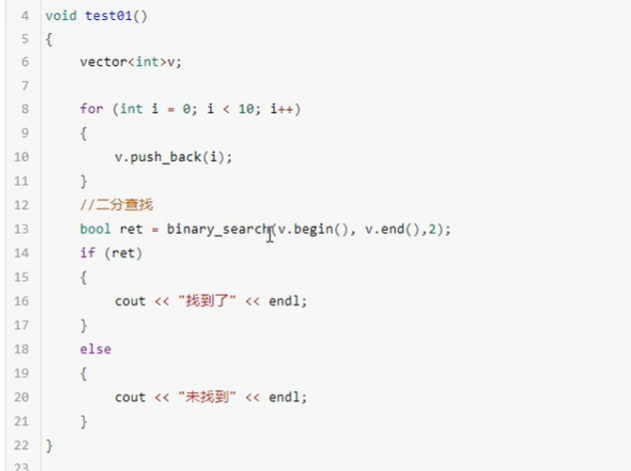 4 void test01()
5 {
6 vector<int>v;
7
8 for (int i = 0; i < 10; i++)
9 {
10 v.push_back(i);
11 }
12 //二分查找
13 bool ret = binary_search(v.begin(), v.end(),2);
14 if (ret)
15 {
16 cout << "找到了" << endl;
17 }
18 else
19 {
20 cout << "未找到" << endl;
21 }
22 }
23